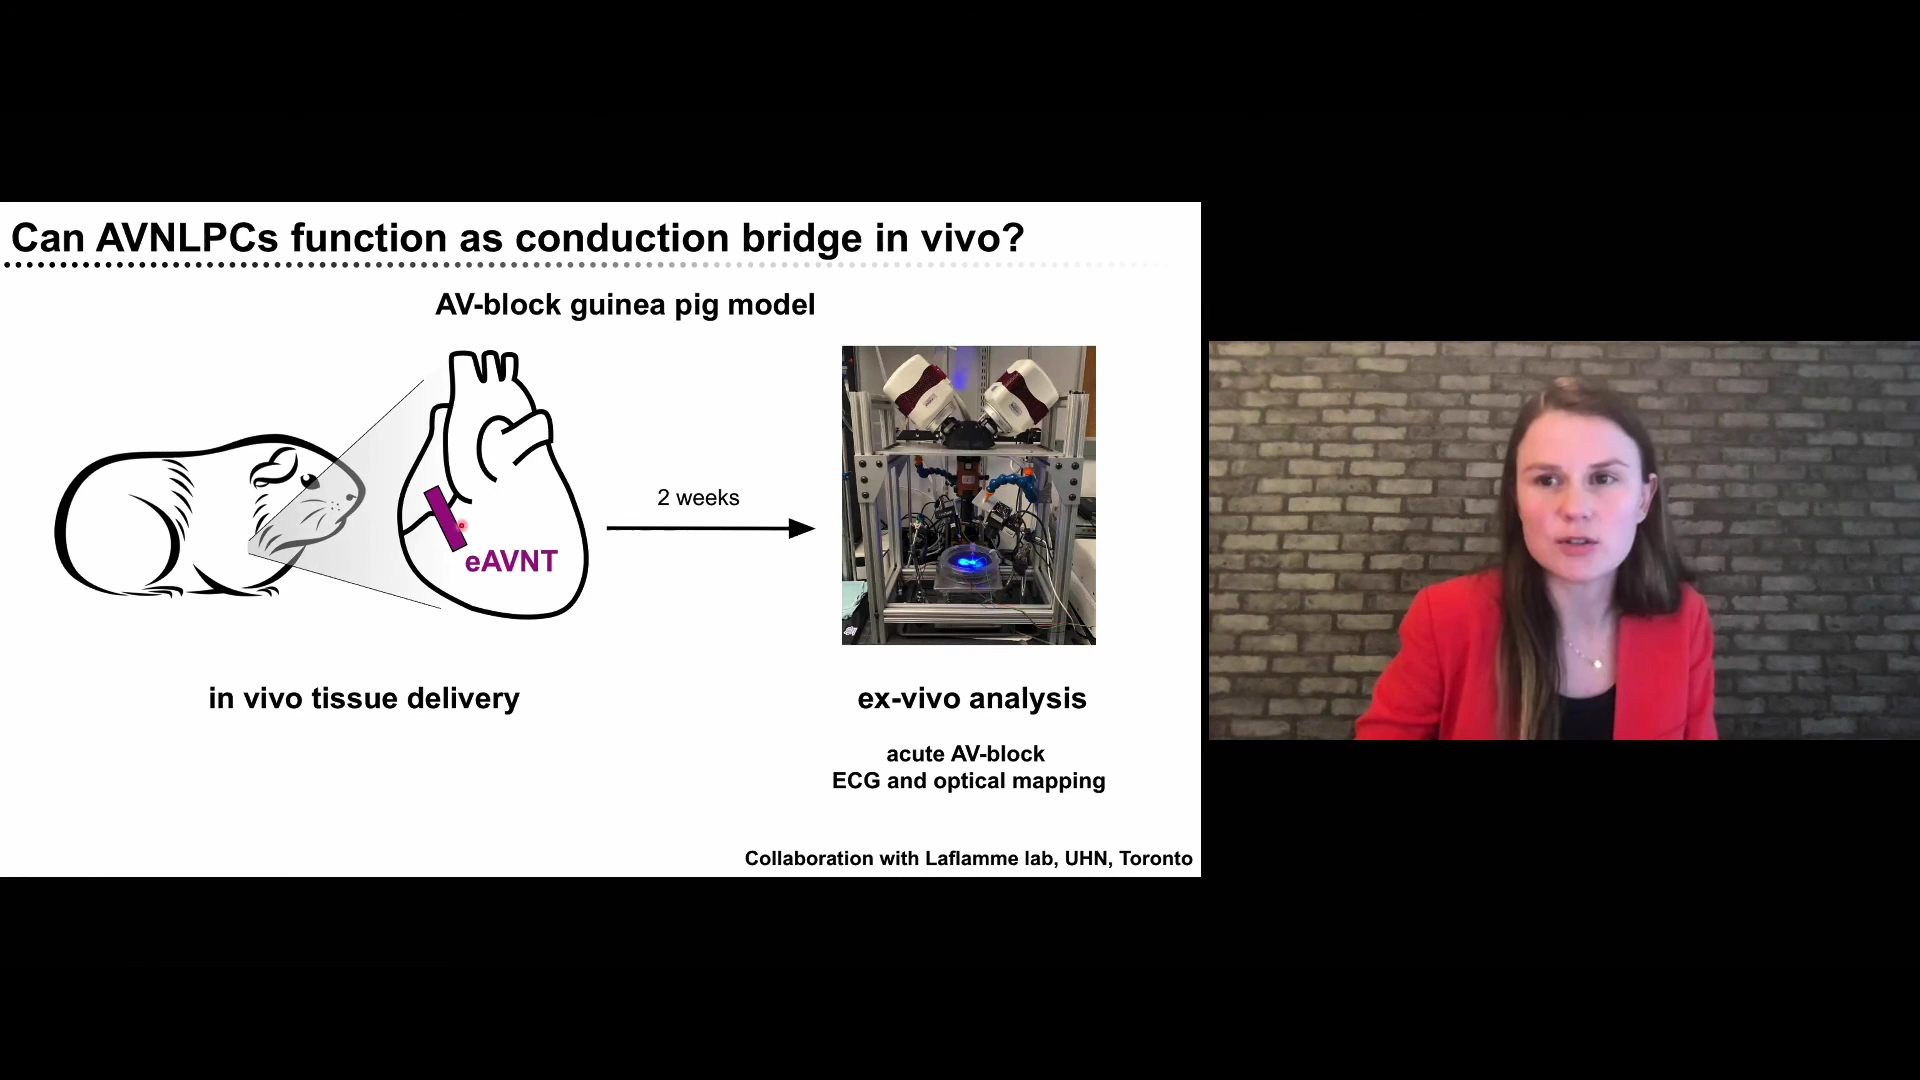 Can AVNLPCs function as conduction bridge in vivo?
AV-block guinea pig model
2 weeks
eAVNT
in vivo tissue delivery
ex-vivo analysis
acute AV-block
ECG and optical mapping
Collaboration with Laflamme lab, UHN, Toronto